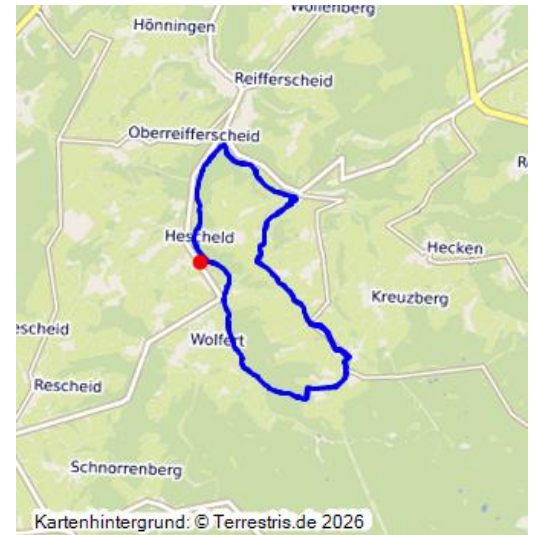 Wollenberg
Hönningen
Reifferscheid
Oberreifferscheid
R
Hescheld
Hecken
Kreuzberg
escheid
Wolfert
Rescheid
Schnorrenberg
Kartenhintergrund: © Terrestris.de 2026